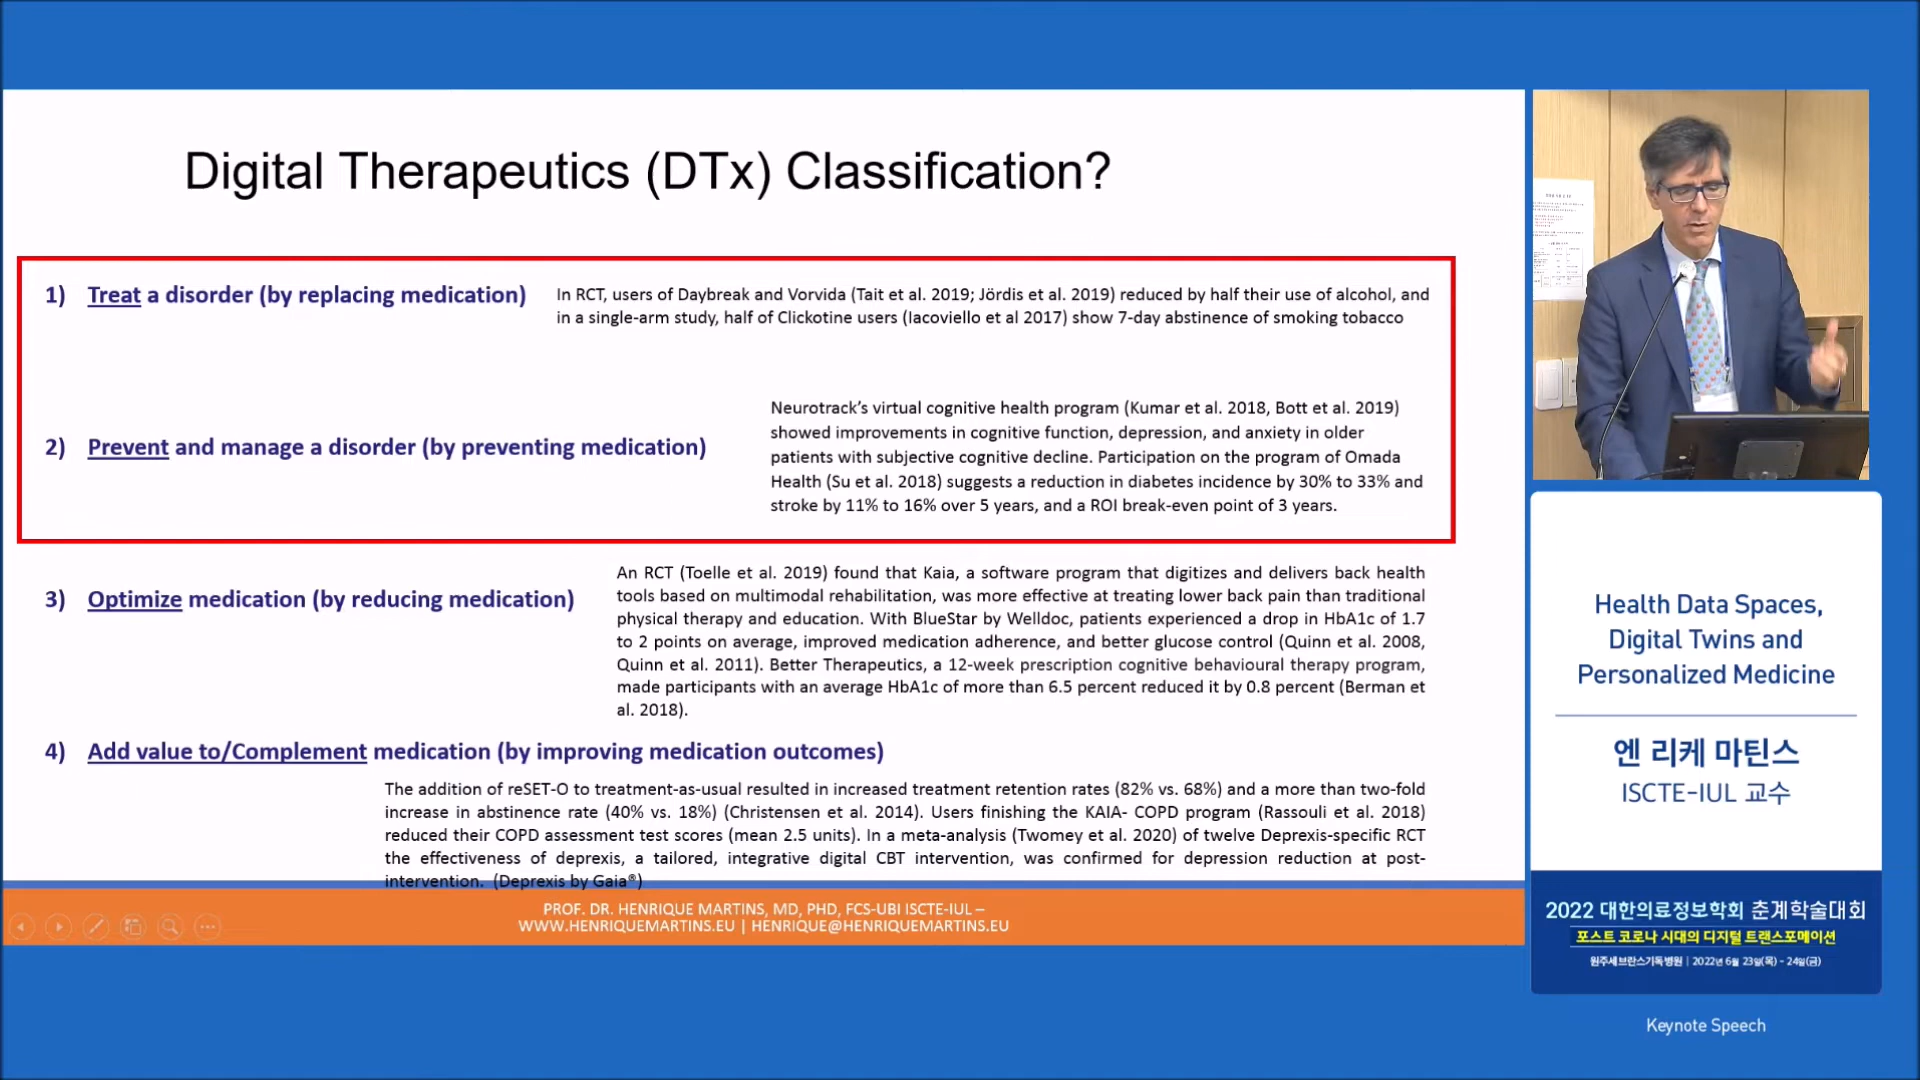 Digital Therapeutics (DTx) Classification?
1) Treat a disorder (by replacing medication)
In RCT, users of Daybreak and Vorvida (Tait et al. 2019; Jördis et al. 2019) reduced by half their use of alcohol, and
in a single-arm study, half of Clickotine users (Iacoviello et al 2017) show 7-day abstinence of smoking tobacco
2) Prevent and manage a disorder (by preventing medication)
Neurotrack’s virtual cognitive health program (Kumar et al. 2018, Bott et al. 2019)
showed improvements in cognitive function, depression, and anxiety in older
patients with subjective cognitive decline. Participation on the program of Omada
Health (Su et al. 2018) suggests a reduction in diabetes incidence by 30% to 33% and
stroke by 11% to 16% over 5 years, and a ROI break-even point of 3 years.
3) Optimize medication (by reducing medication)
An RCT (Toelle et al. 2019) found that Kaia, a software program that digitizes and delivers back health
tools based on multimodal rehabilitation, was more effective at treating lower back pain than traditional
physical therapy and education. With BlueStar by Welldoc, patients experienced a drop in HbA1c of 1.7
to 2 points on average, improved medication adherence, and better glucose control (Quinn et al. 2008,
Quinn et al. 2011). Better Therapeutics, a 12-week prescription cognitive behavioural therapy program,
made participants with an average HbA1c of more than 6.5 percent reduced it by 0.8 percent (Berman et
al. 2018).
4) Add value to/Complement medication (by improving medication outcomes)
The addition of reSET-O to treatment-as-usual resulted in increased treatment retention rates (82% vs. 68%) and a more than two-fold
increase in abstinence rate (40% vs. 18%) (Christensen et al. 2014). Users finishing the KAIA- COPD program (Rassouli et al. 2018)
reduced their COPD assessment test scores (mean 2.5 units). In a meta-analysis (Twomey et al. 2020) of twelve Deprexis-specific RCT
the effectiveness of deprexis, a tailored, integrative digital CBT intervention, was confirmed for depression reduction at post-
intervention. (Deprexis by Gaia®)
PROF. DR. HENRIQUE MARTINS, MD, PHD, FCS-UBI ISCTE-IUL –
WWW.HENRIQUEMARTINS.EU | HENRIQUE@HENRIQUEMARTINS.EU
Health Data Spaces,
Digital Twins and
Personalized Medicine
엔 리케 마틴스
ISCTE-IUL 교수
2022 대한의료정보학회 춘계학술대회
포스트 코로나 시대의 디지털 트랜스포메이션
원주세브란스기독병원 | 2022년 6월 23일(목) - 24일(금)
Keynote Speech